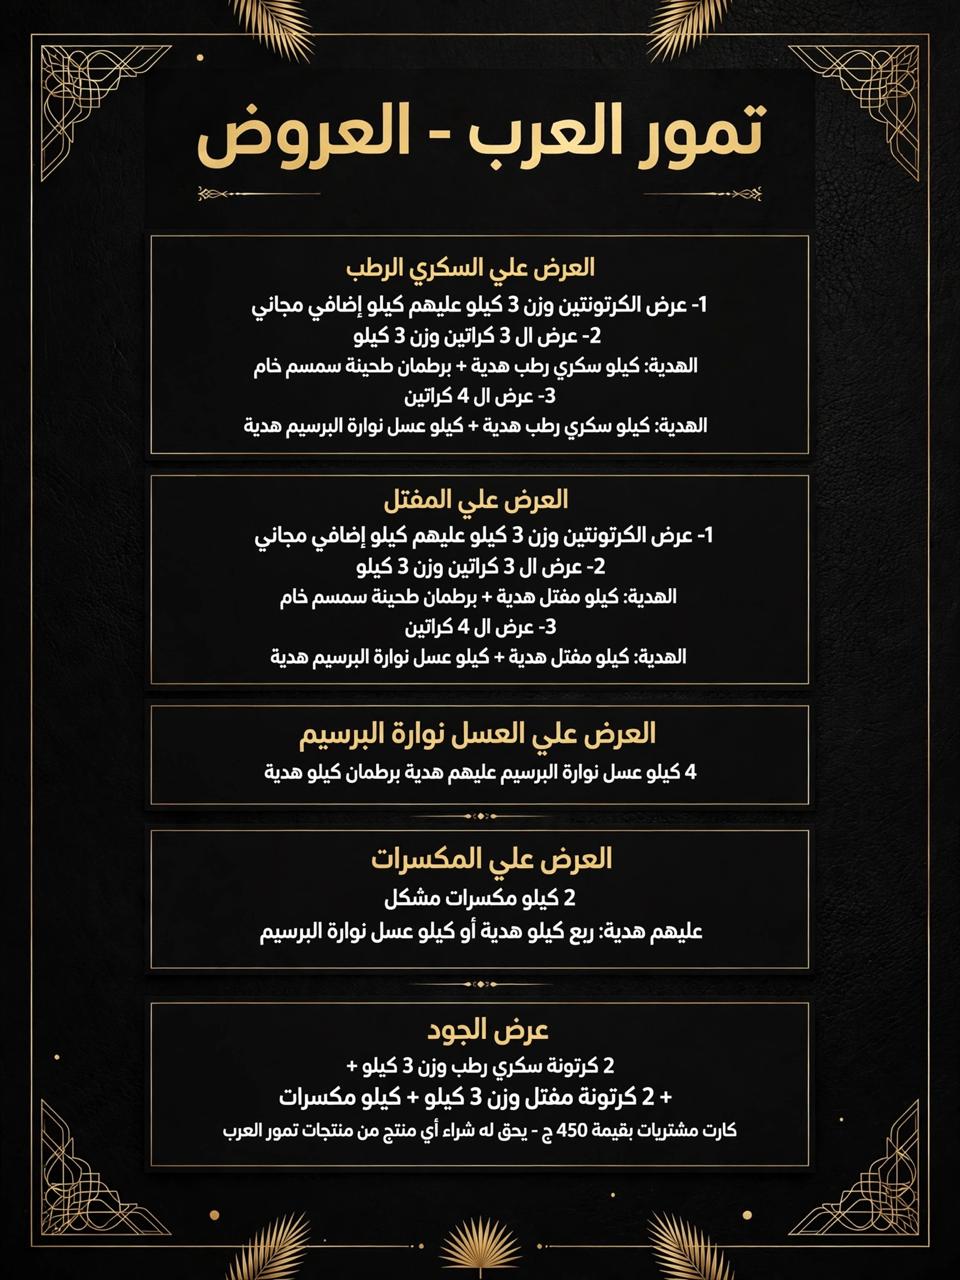 تمور العرب - العروض
العرض علي السكري الرطب
1- عرض الكرتونتين وزن 3 كيلو عليهم كيلو إضافي مجاني
2- عرض ال 3 كراتين وزن 3 كيلو
الهدية: كيلو سكري رطب هدية + برطمان طحينة سمسم خام
3- عرض ال 4 كراتين
الهدية: كيلو سكري رطب هدية + كيلو عسل نوارة البرسيم هدية
العرض علي المفتل
1- عرض الكرتونتين وزن 3 كيلو عليهم كيلو إضافي مجاني
2- عرض ال 3 كراتين وزن 3 كيلو
الهدية: كيلو مفتل هدية + برطمان طحينة سمسم خام
3- عرض ال 4 كراتين
الهدية: كيلو مفتل هدية + كيلو عسل نوارة البرسيم هدية
العرض علي العسل نوارة البرسيم
4 كيلو عسل نوارة البرسيم عليهم هدية برطمان كيلو هدية
العرض علي المكسرات
2 كيلو مكسرات مشكل
عليهم هدية: ربع كيلو هدية أو كيلو عسل نوارة البرسيم
عرض الجود
2 كرتونة سكري رطب وزن 3 كيلو +
+ 2 كرتونة مفتل وزن 3 كيلو + كيلو مكسرات
كارت مشتريات بقيمة 450 ج - يحق له شراء أي منتج من منتجات تمور العرب